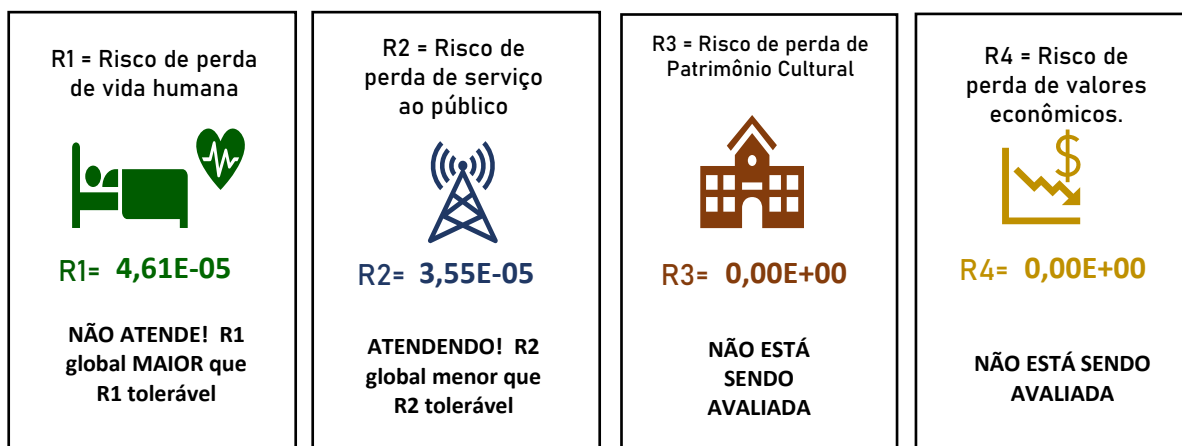 R1 = Risco de perda
de vida humana
R1= 4,61E-05
NÃO ATENDE! R1
global MAIOR que
R1 tolerável
R2 = Risco de
perda de serviço
ao público
R2= 3,55E-05
ATENDENDO! R2
global menor que
R2 tolerável
R3 = Risco de perda de
Patrimônio Cultural
R3= 0,00E+00
NÃO ESTÁ
SENDO
AVALIADA
R4 = Risco de
perda de valores
econômicos.
$
R4= 0,00E+00
NÃO ESTÁ SENDO
AVALIADA